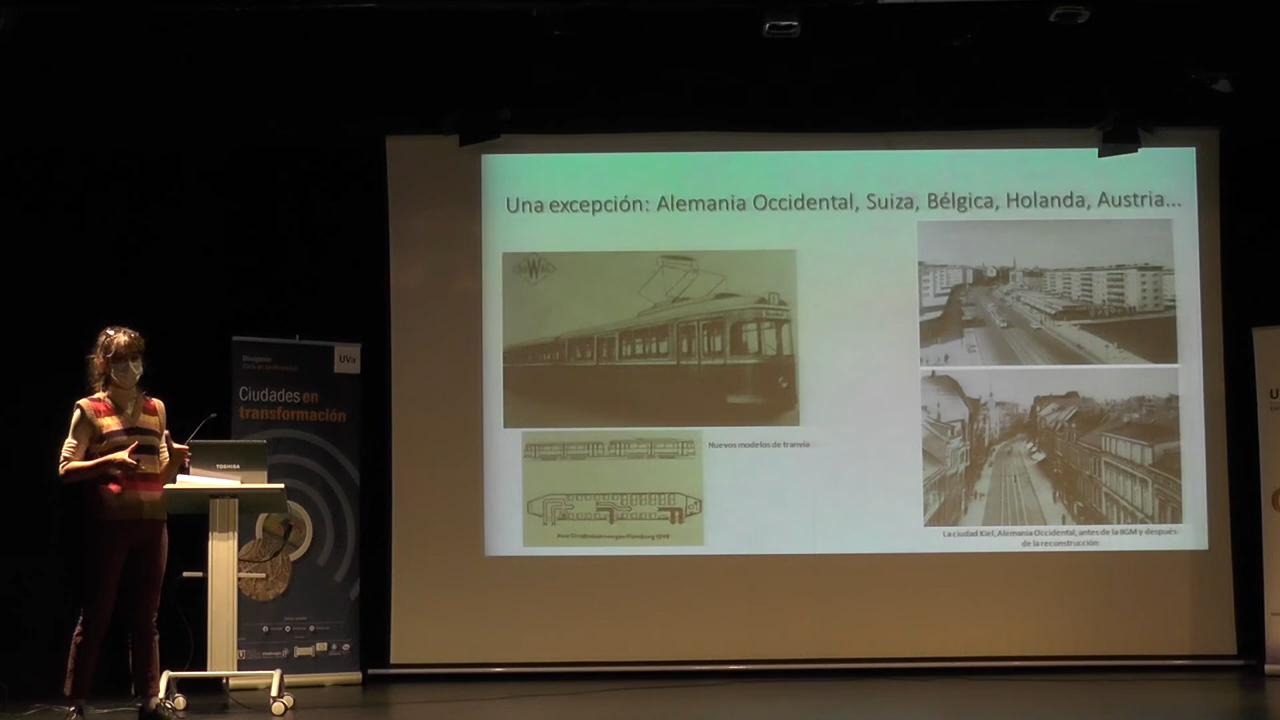 Una excepción: Alemania Occidental, Suiza, Bélgica, Holanda, Austria...
W
Nuevos modelos de tranvía
La ciudad Kiel, Alemania Occidental, antes de la IIGM y después
de la reconstrucción
Divulgación
UVa
Ciudades en
transformación
TOSHIBA